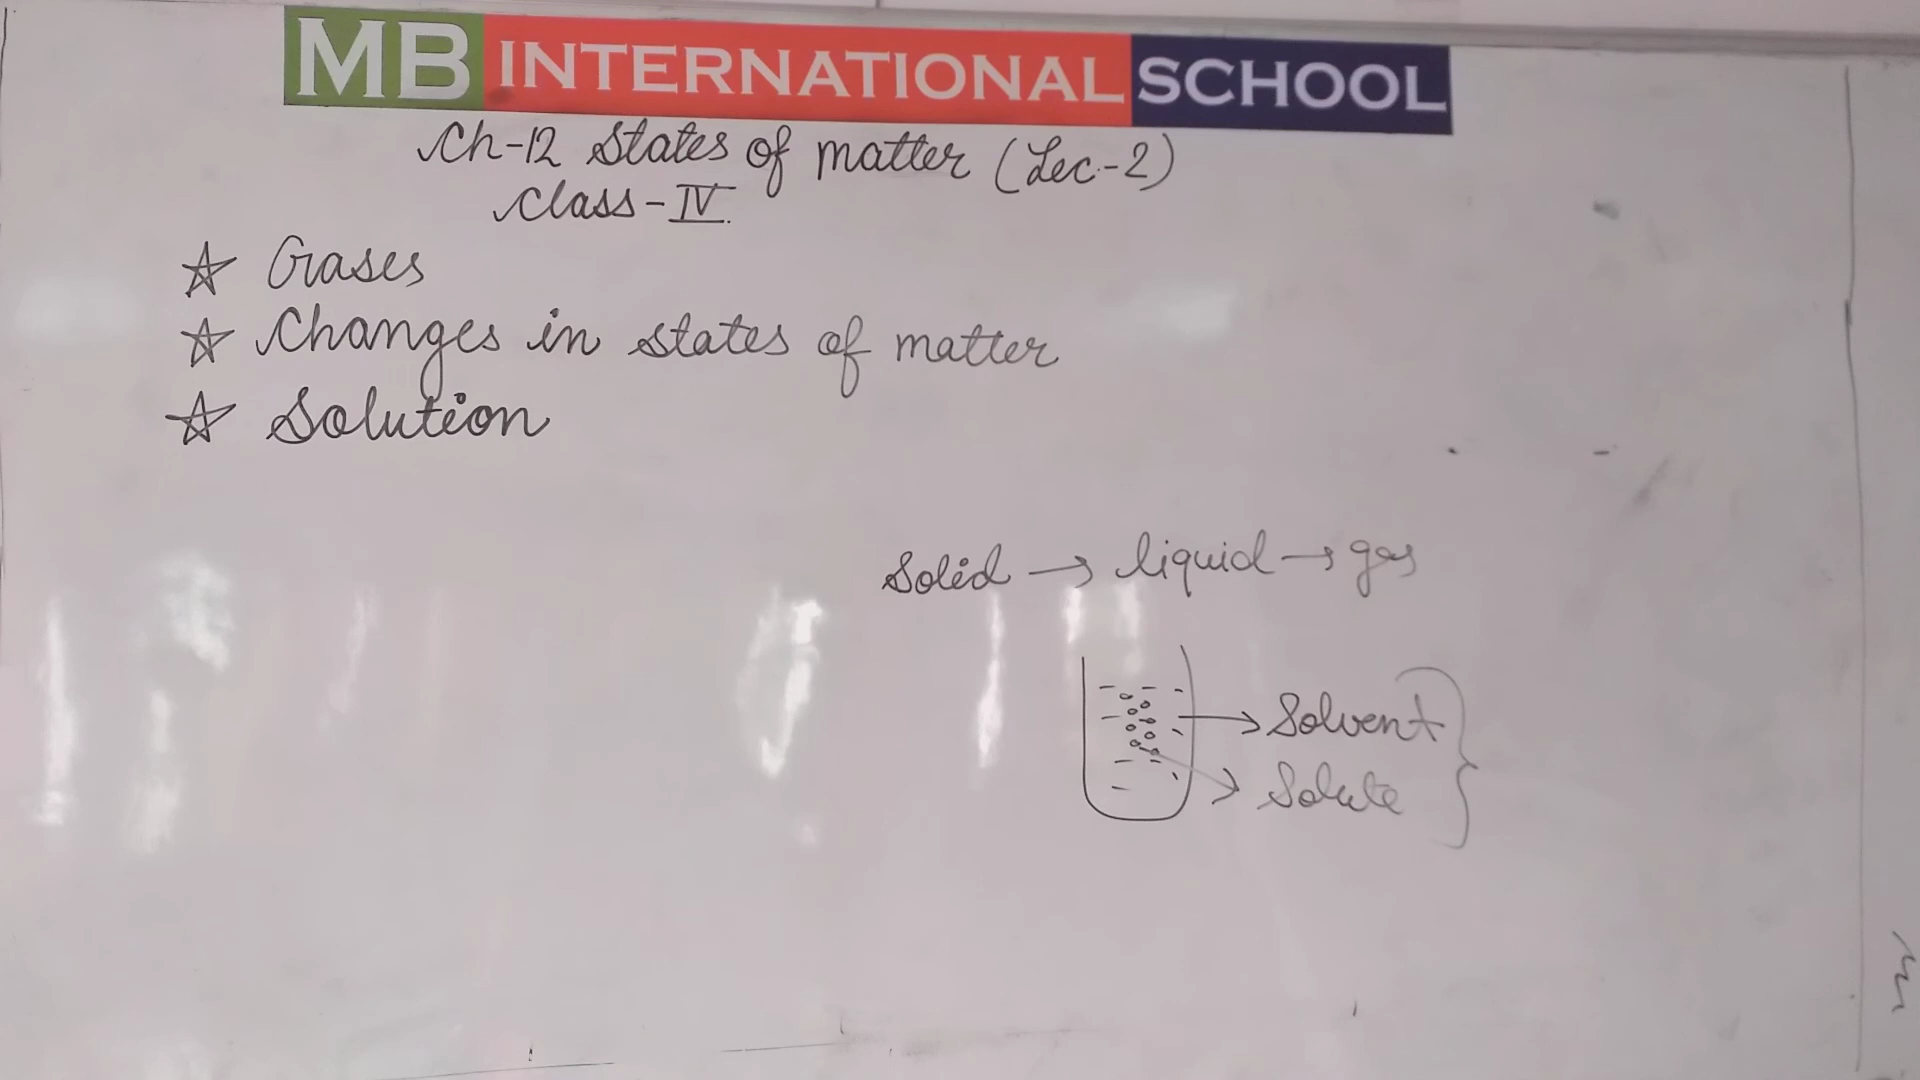 MB INTERNATIONAL SCHOOL
Ch-12 States of matter (Lec-2)
Class-IV
☆ Gases
☆ Changes in states of matter
☆ Solution
Solid → liquid → gas
→ Solvent
→ Solute